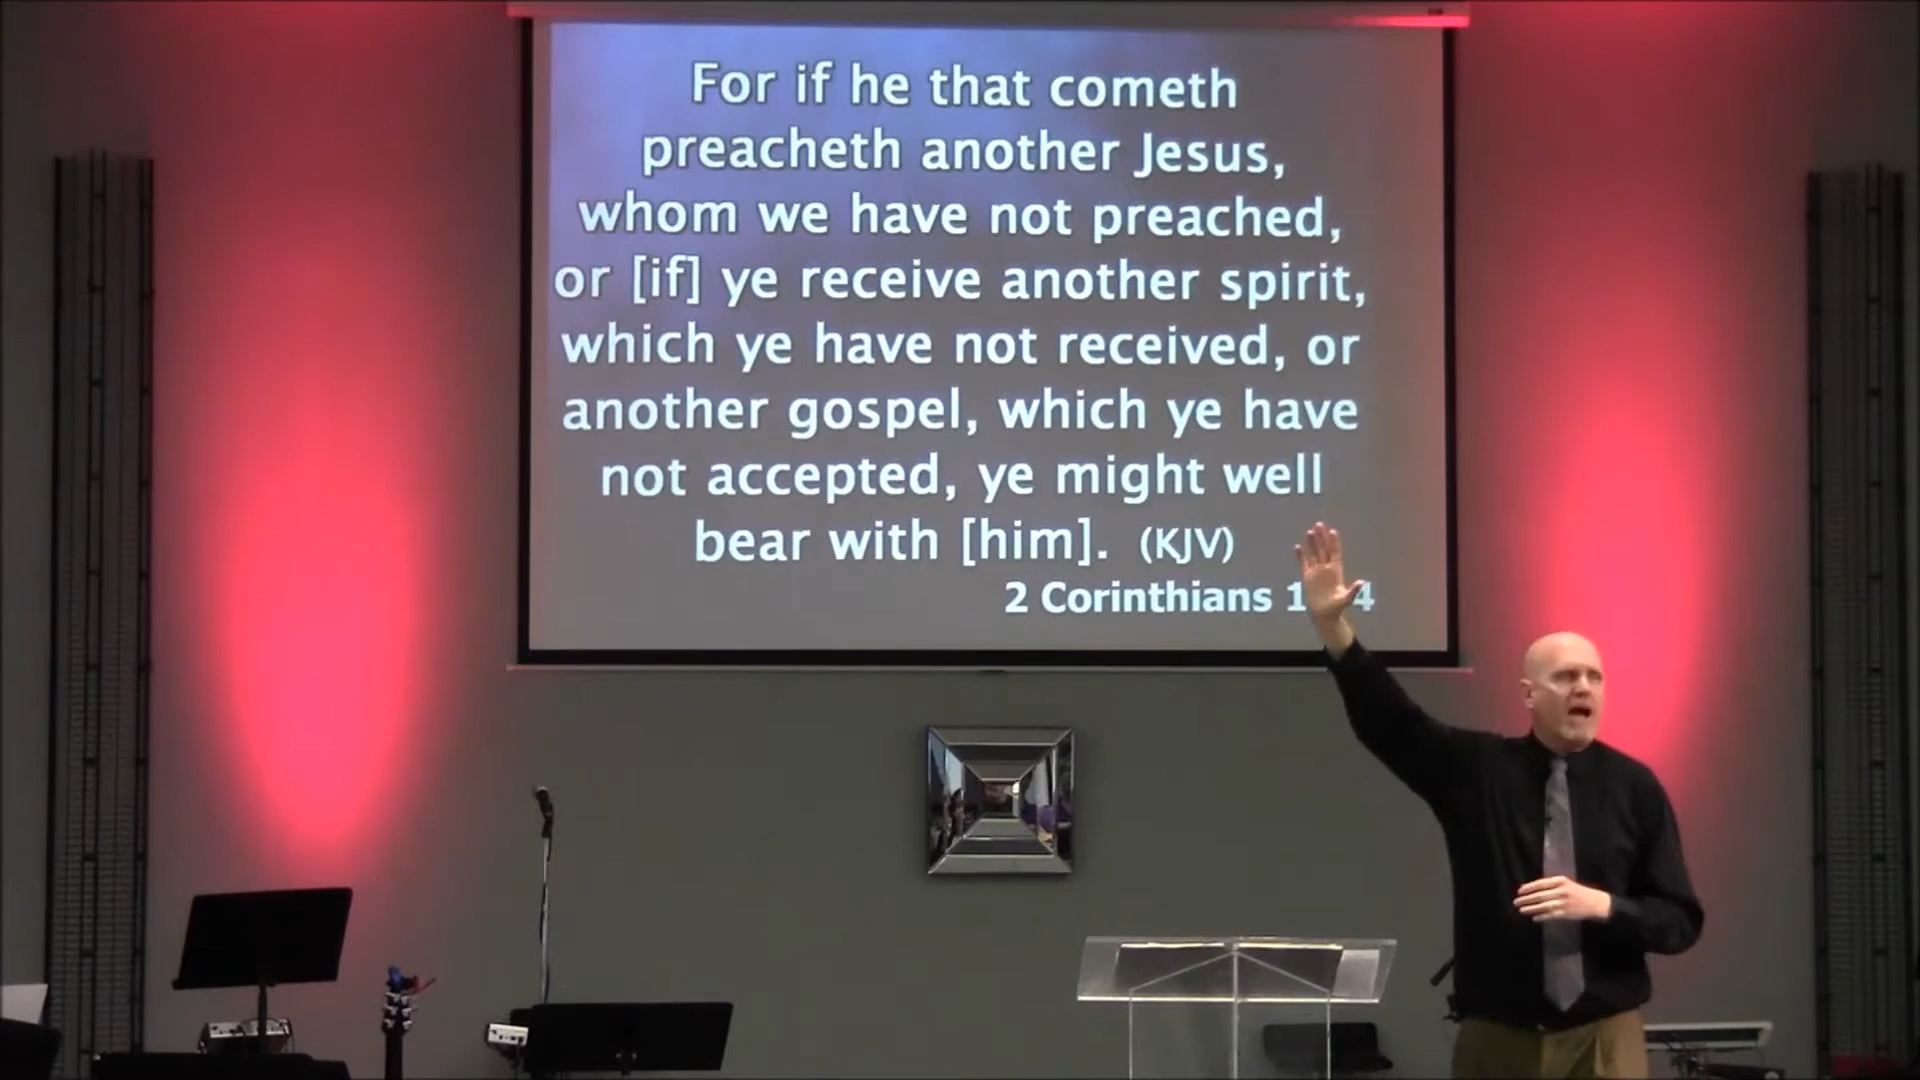 For if he that cometh
preacheth another Jesus,
whom we have not preached,
or [if] ye receive another spirit,
which ye have not received, or
another gospel, which ye have
not accepted, ye might well
bear with [him]. (KJV)
2 Corinthians